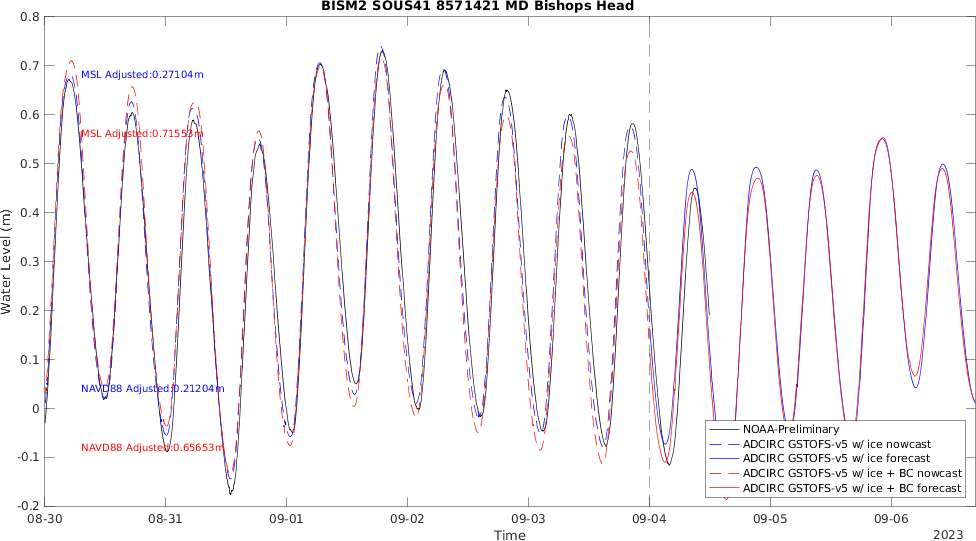 BISM2 SOUS41 8571421 MD Bishops Head
0.8
0.7
0.6
0.5
0.4
0.3
0.2
0.1
0
-0.1
-0.2
Water Level (m)
MSL Adjusted:0.27104m
MSL Adjusted:0.71553m
NAVD88 Adjusted:0.21204m
NAVD88 Adjusted:0.65653m
NOAA-Preliminary
ADCIRC GSTOFS-v5 w/ ice nowcast
ADCIRC GSTOFS-v5 w/ ice forecast
ADCIRC GSTOFS-v5 w/ ice + BC nowcast
ADCIRC GSTOFS-v5 w/ ice + BC forecast
08-30 08-31 09-01 09-02 09-03 09-04 09-05 09-06
Time
2023